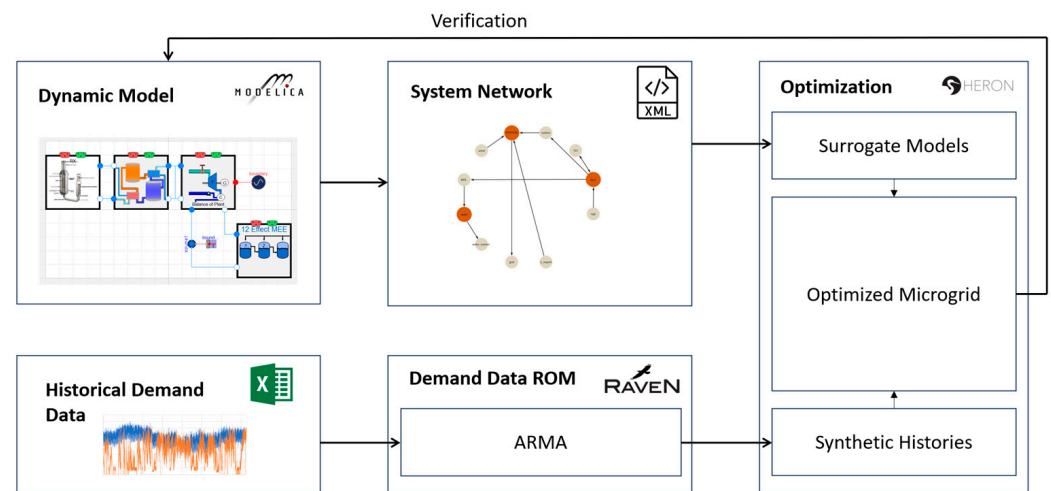 Verification
Dynamic Model
MODELICA
Balance of Plant
12 Effect MEE
System Network
</>
XML
Optimization
HERON
Surrogate Models
Optimized Microgrid
Synthetic Histories
Historical Demand
Data
X
Demand Data ROM
RAVEN
ARMA